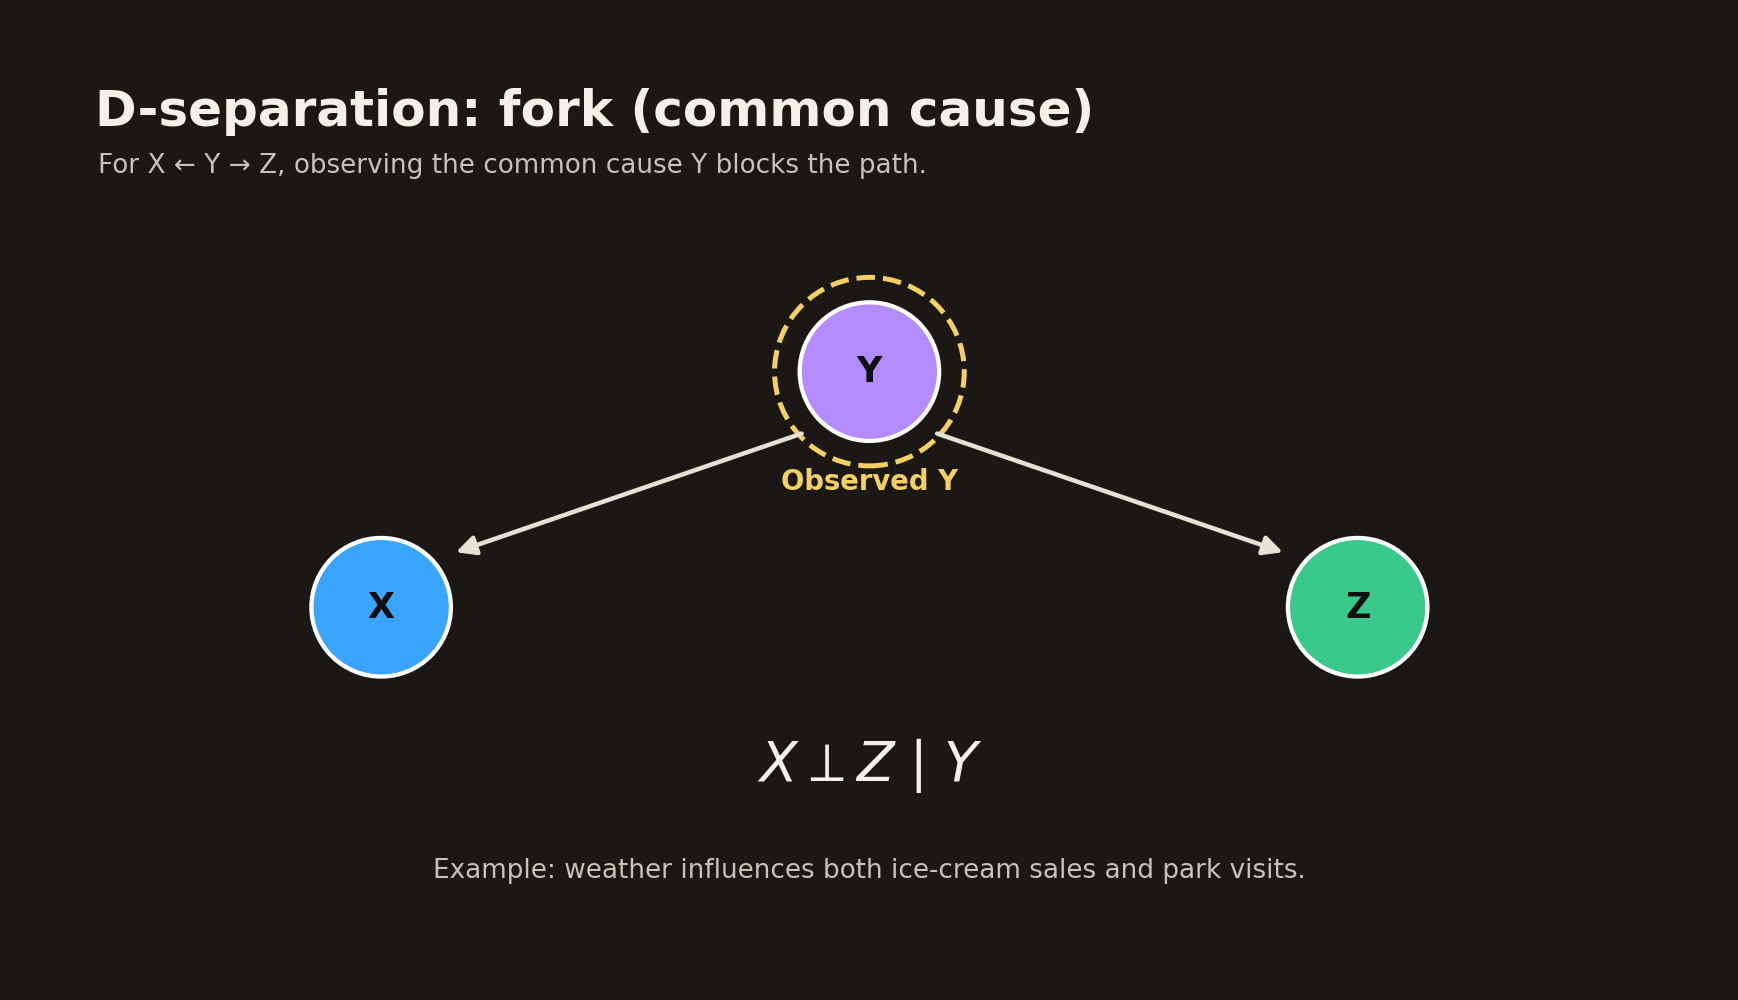 D-separation: fork (common cause)
For X ← Y → Z, observing the common cause Y blocks the path.
Y
Observed Y
X
Z
X ⊥ Z | Y
Example: weather influences both ice-cream sales and park visits.